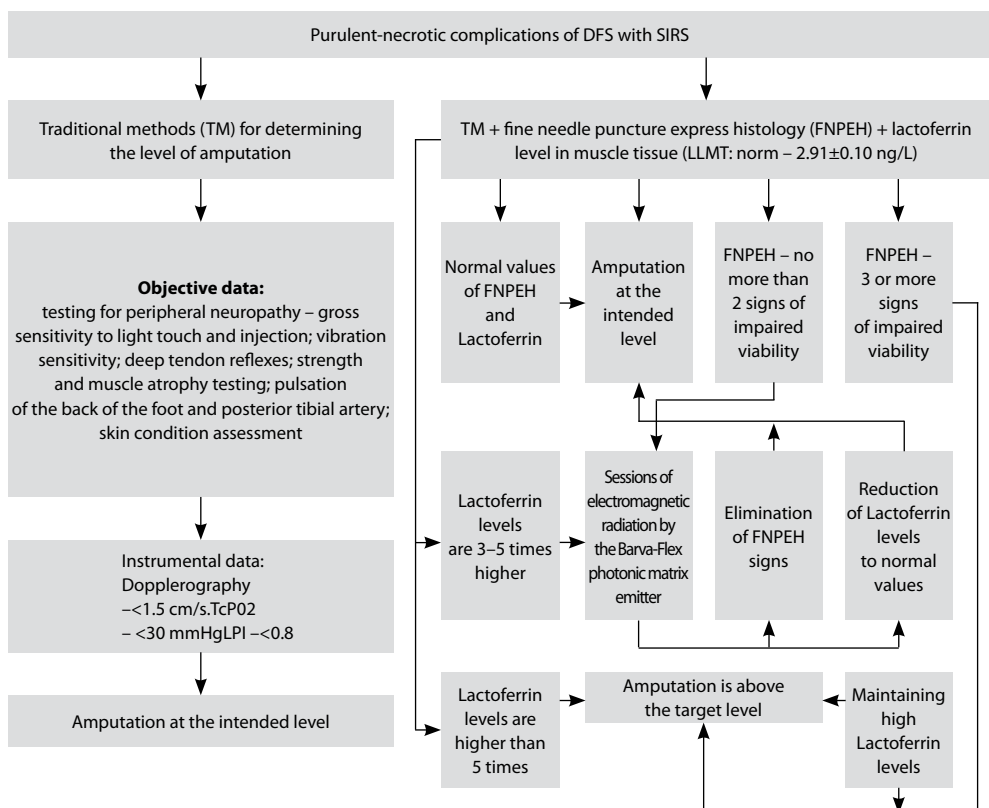 Purulent-necrotic complications of DFS with SIRS
Traditional methods (TM) for determining
the level of amputation
TM + fine needle puncture express histology (FNPEH) + lactoferrin
level in muscle tissue (LLMT: norm – 2.91±0.10 ng/L)
Objective data:
testing for peripheral neuropathy – gross
sensitivity to light touch and injection; vibration
sensitivity; deep tendon reflexes; strength
and muscle atrophy testing; pulsation
of the back of the foot and posterior tibial artery;
skin condition assessment
Normal values
of FNPEH
and
Lactoferrin
Amputation
at the
intended
level
FNPEH – no
more than
2 signs of
impaired
viability
FNPEH –
3 or more
signs
of impaired
viability
Lactoferrin
levels
are 3–5 times
higher
Sessions of
electromagnetic
radiation by
the Barva-Flex
photonic matrix
emitter
Elimination
of FNPEH
signs
Reduction
of Lactoferrin
levels
to normal
values
Instrumental data:
Dopplerography
–<1.5 cm/s.TcP02
– <30 mmHgLPI –<0.8
Amputation at the intended level
Lactoferrin
levels are
higher than
5 times
Amputation is above
the target level
Maintaining
high
Lactoferrin
levels